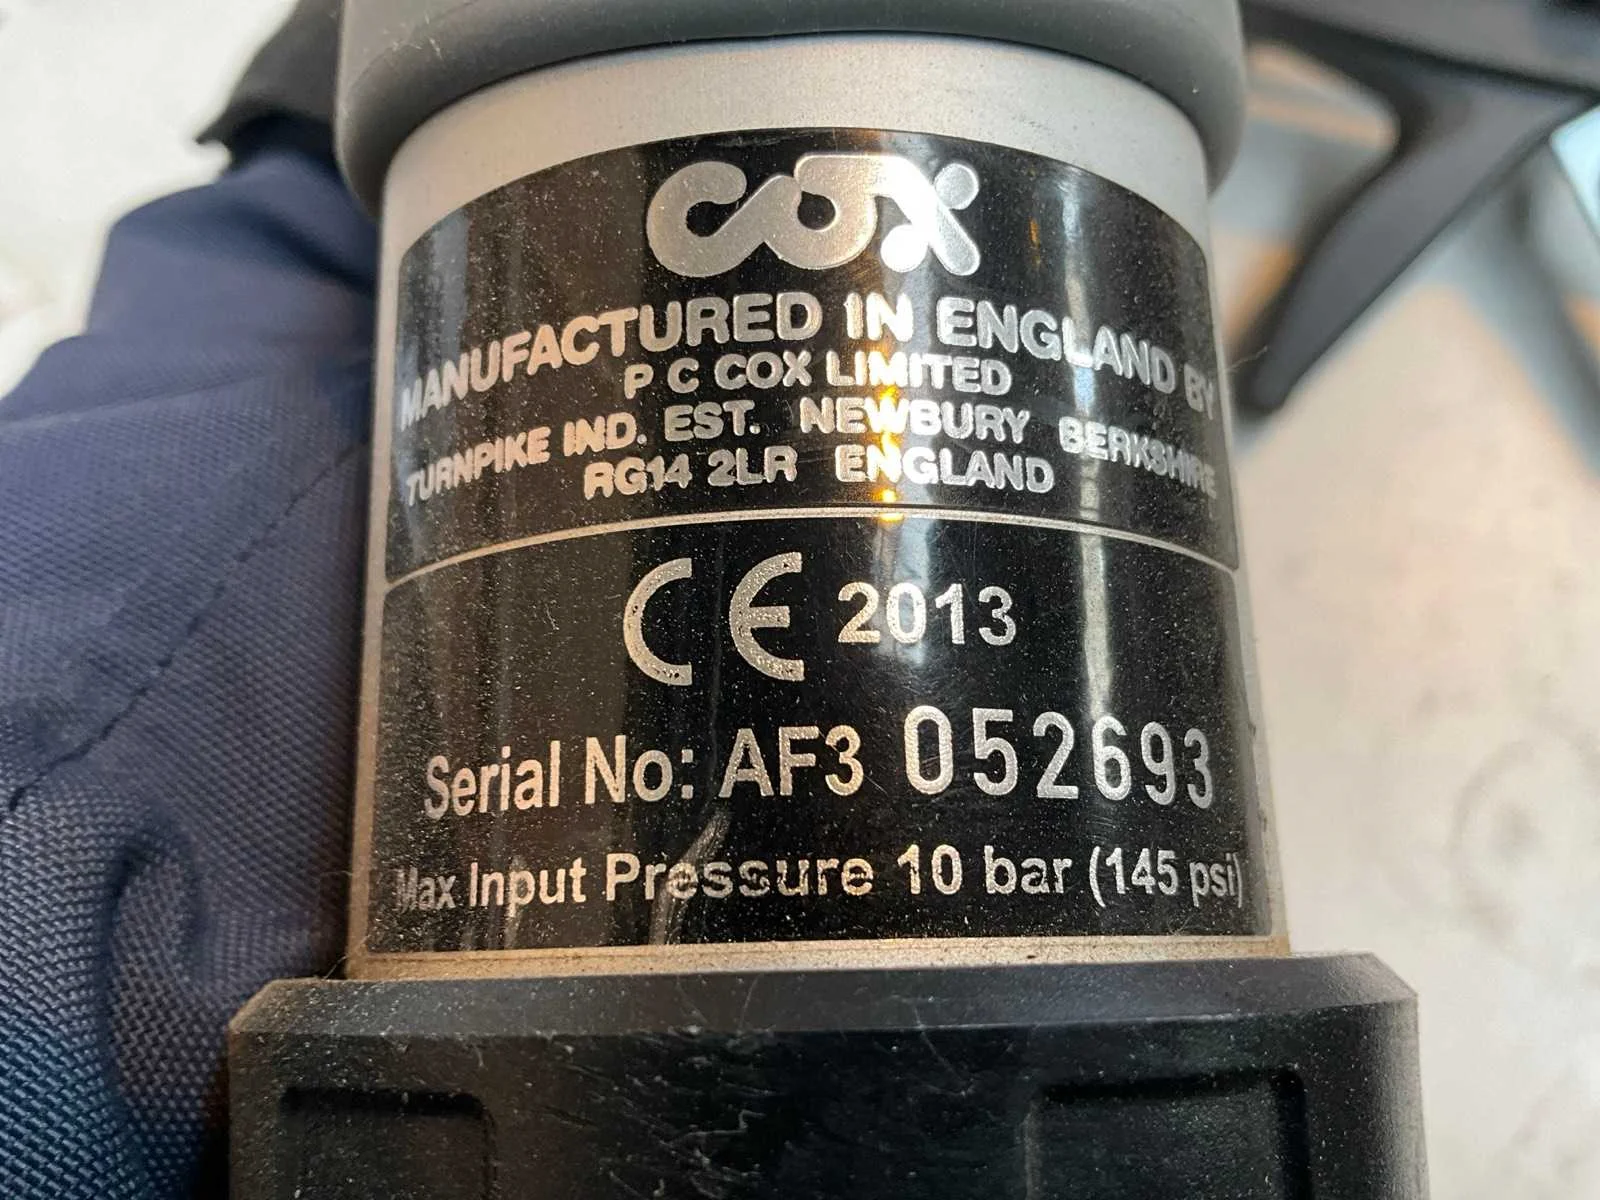 COX
MANUFACTURED IN ENGLAND BY
P C COX LIMITED
TURNPIKE IND. EST. NEWBURY BERKSHIRE
RG14 2LR ENGLAND
CE 2013
Serial No: AF3 052693
Max Input Pressure 10 bar (145 psi)